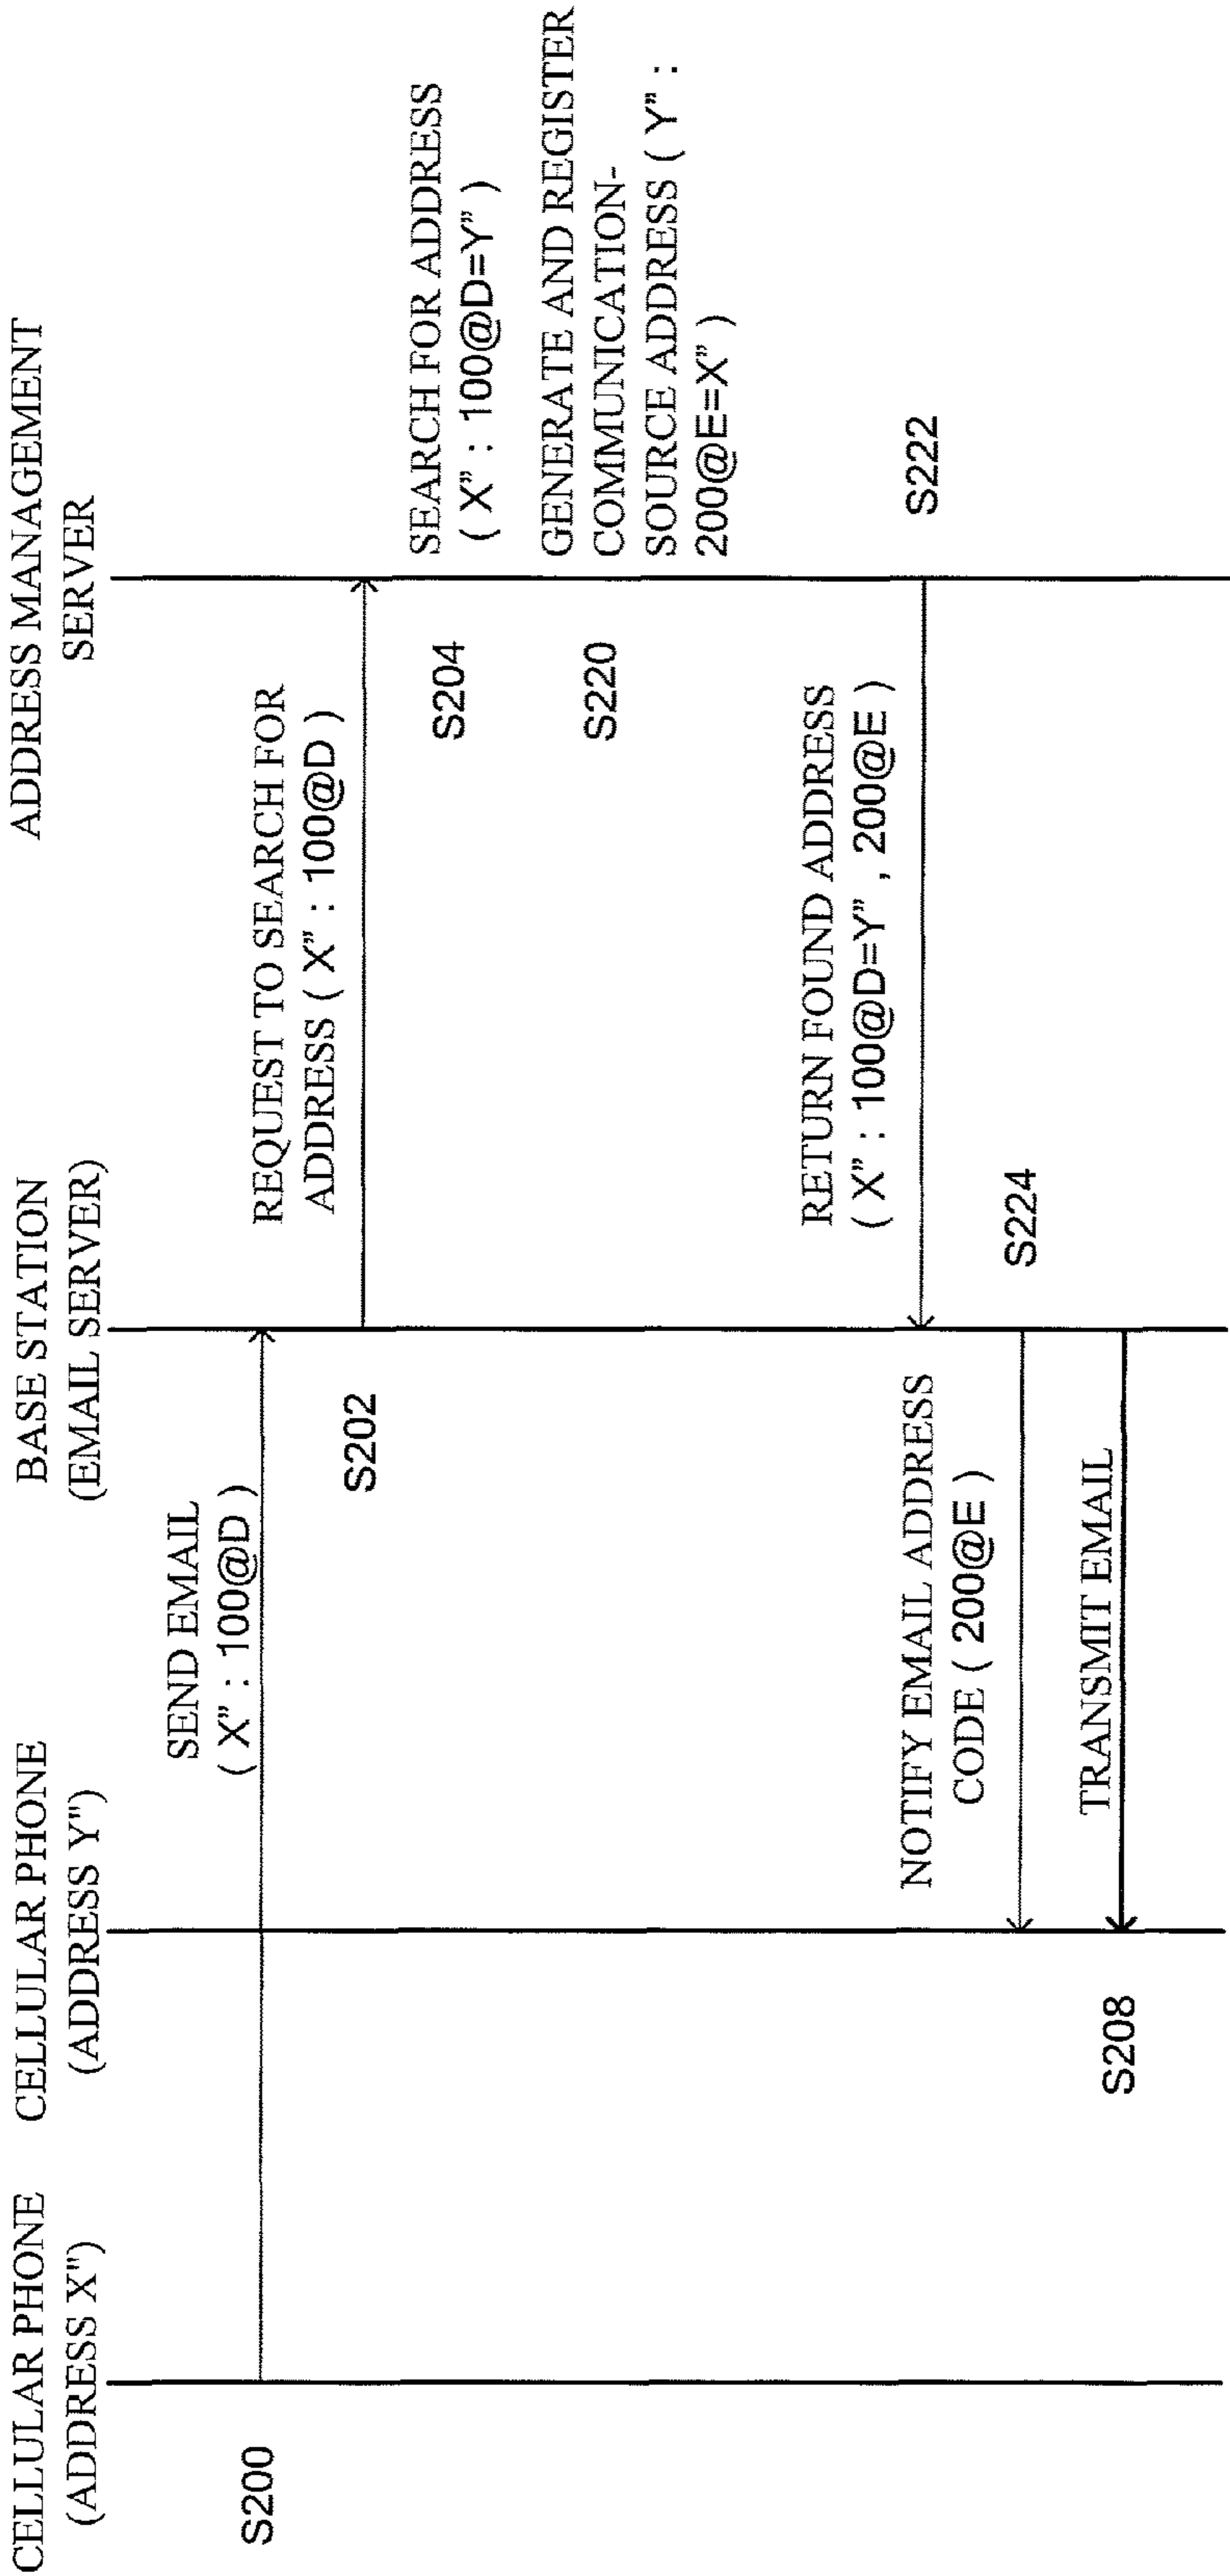 CELLULAR PHONE
(ADDRESS X")
CELLULAR PHONE
(ADDRESS Y")
BASE STATION
(EMAIL SERVER)
ADDRESS MANAGEMENT
SERVER
S200
SEND EMAIL
( X” : 100@D )
S202
REQUEST TO SEARCH FOR
ADDRESS ( X” : 100@D )
S204
SEARCH FOR ADDRESS
( X” : 100@D=Y” )
S220
GENERATE AND REGISTER
COMMUNICATION-
SOURCE ADDRESS ( Y” :
200@E=X” )
RETURN FOUND ADDRESS
( X” : 100@D=Y” , 200@E )
S222
NOTIFY EMAIL ADDRESS
CODE ( 200@E )
S224
TRANSMIT EMAIL
S208